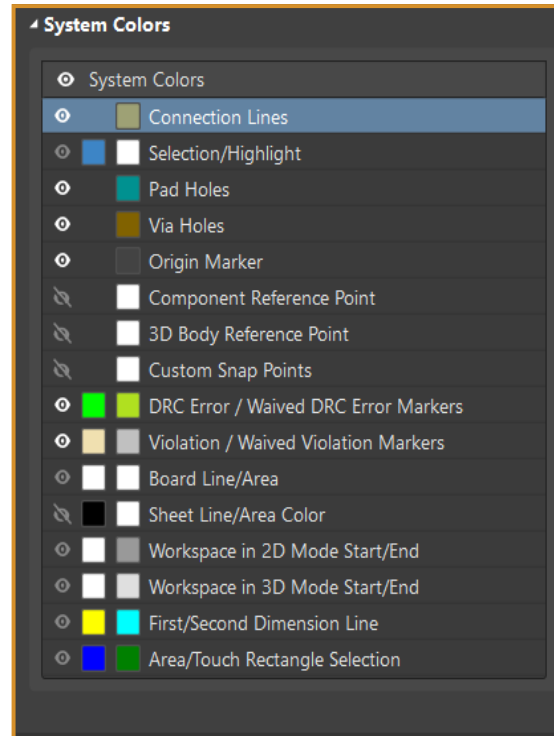 System Colors
System Colors
Connection Lines
Selection/Highlight
Pad Holes
Via Holes
Origin Marker
Component Reference Point
3D Body Reference Point
Custom Snap Points
DRC Error / Waived DRC Error Markers
Violation / Waived Violation Markers
Board Line/Area
Sheet Line/Area Color
Workspace in 2D Mode Start/End
Workspace in 3D Mode Start/End
First/Second Dimension Line
Area/Touch Rectangle Selection